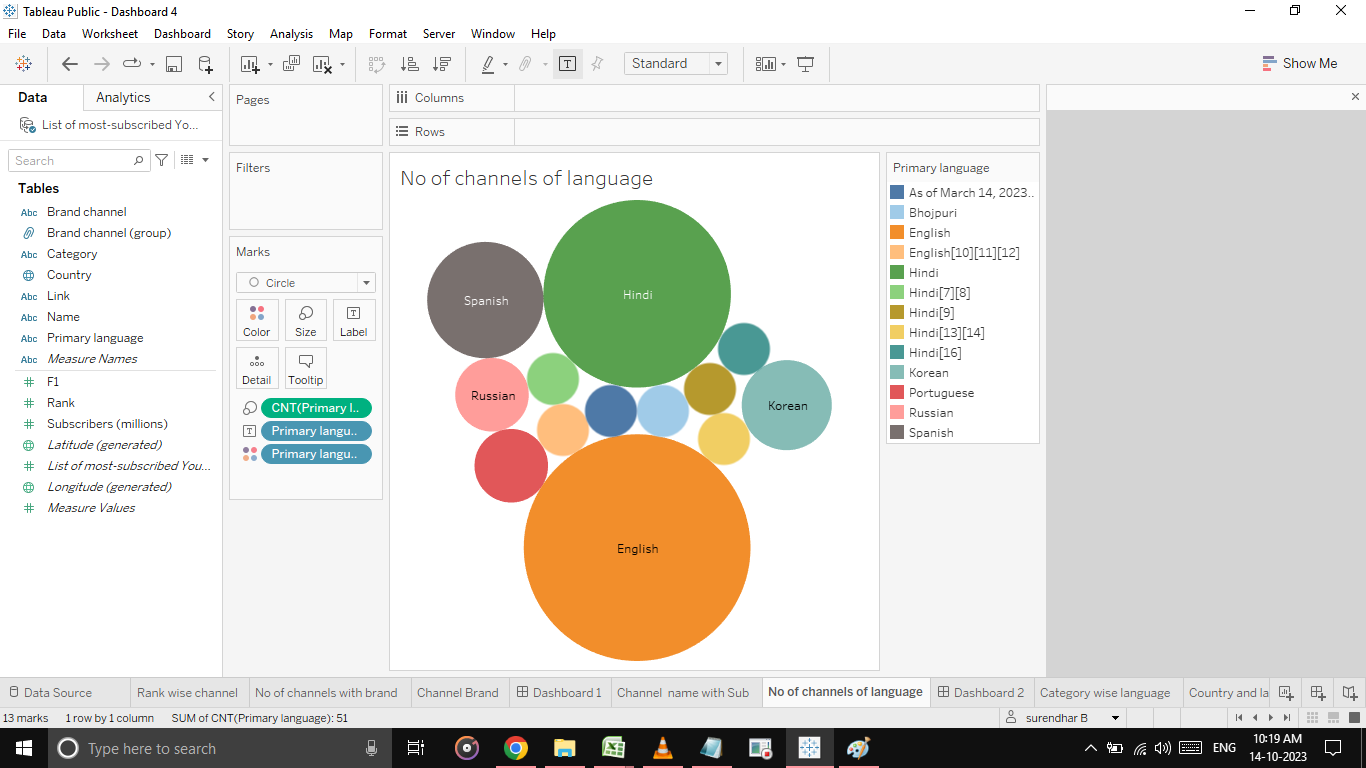 Tableau Public - Dashboard 4
File Data Worksheet Dashboard Story Analysis Map Format Server Window Help
Standard
Show Me
Data Analytics
List of most-subscribed Yo...
Search
Tables
Abc Brand channel
Brand channel (group)
Abc Category
Country
Abc Link
Abc Name
Abc Primary language
Abc Measure Names
F1
Rank
Subscribers (millions)
Latitude (generated)
List of most-subscribed You...
Longitude (generated)
Measure Values
Pages
Filters
Marks
Circle
Color Size Label
Detail Tooltip
CNT(Primary l..
Primary langu..
Primary langu..
Columns
Rows
No of channels of language
Hindi
Spanish
Russian
Korean
English
Primary language
As of March 14, 2023..
Bhojpuri
English
English[10][11][12]
Hindi
Hindi[7][8]
Hindi[9]
Hindi[13][14]
Hindi[16]
Korean
Portuguese
Russian
Spanish
Data Source Rank wise channel No of channels with brand Channel Brand Dashboard 1 Channel name with Sub No of channels of language Dashboard 2 Category wise language Country and la
13 marks 1 row by 1 column SUM of CNT(Primary language): 51 surendhar B
Type here to search
ENG
10:19 AM
14-10-2023